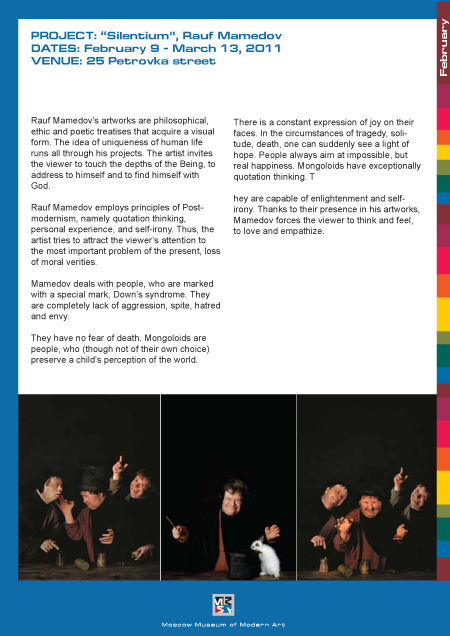 PROJECT: “Silentium”, Rauf Mamedov
DATES: February 9 - March 13, 2011
VENUE: 25 Petrovka street
Fabruary
Rauf Mamedov’s artworks are philosophical,
ethic and poetic treatises that acquire a visual
form. The idea of uniqueness of human life
runs all through his projects. The artist invites
the viewer to touch the depths of the Being, to
address to himself and to find himself with
God.
Rauf Mamedov employs principles of Post-
modernism, namely quotation thinking,
personal experience, and self-irony. Thus, the
artist tries to attract the viewer’s attention to
the most important problem of the present, loss
of moral verities.
Mamedov deals with people, who are marked
with a special mark, Down’s syndrome. They
are completely lack of aggression, spite, hatred
and envy.
They have no fear of death. Mongoloids are
people, who (though not of their own choice)
preserve a child’s perception of the world.
There is a constant expression of joy on their
faces. In the circumstances of tragedy, soli-
tude, death, one can suddenly see a light of
hope. People always aim at impossible, but
real happiness. Mongoloids have exceptionally
quotation thinking. T
hey are capable of enlightenment and self-
irony. Thanks to their presence in his artworks,
Mamedov forces the viewer to think and feel,
to love and empathize.
Moscow Museum of Modern Art